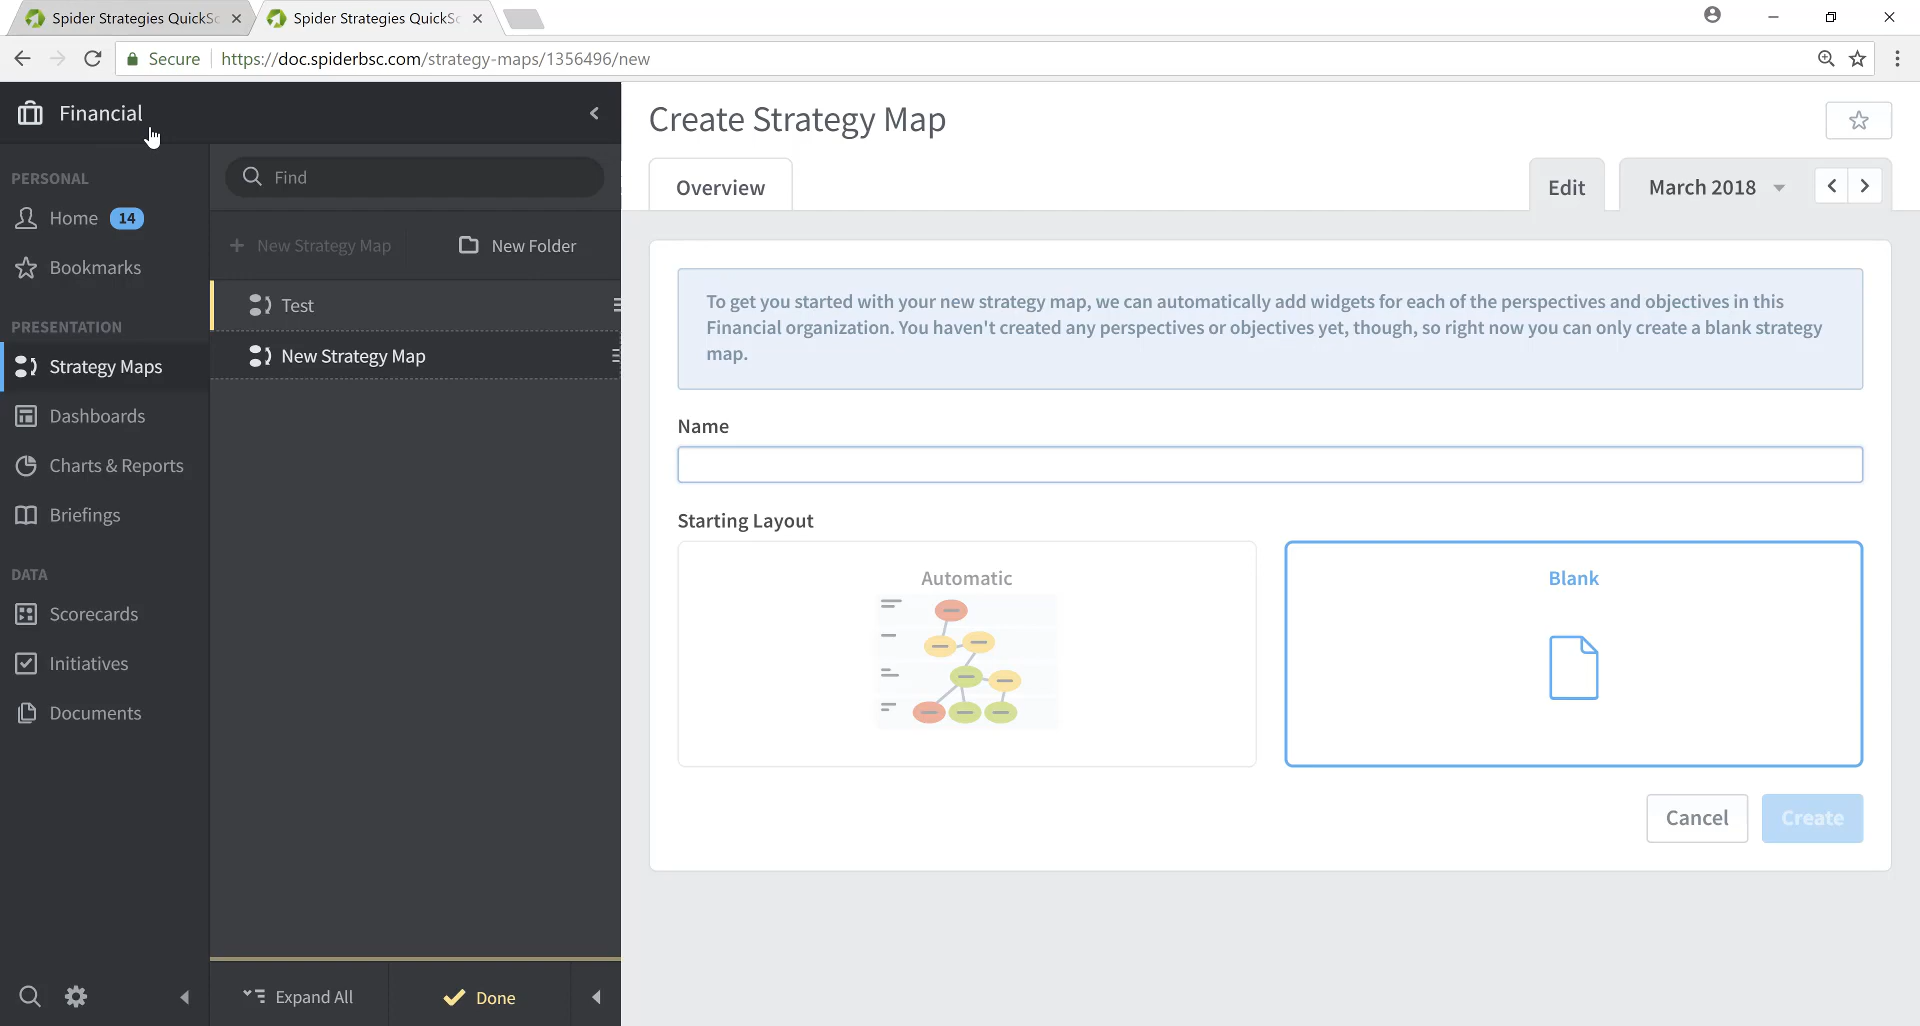 Spider Strategies QuickSc
Spider Strategies QuickSc
Secure
https://doc.spiderbsc.com/strategy-maps/1356496/new
Financial
PERSONAL
Home 14
Bookmarks
PRESENTATION
Strategy Maps
Dashboards
Charts & Reports
Briefings
DATA
Scorecards
Initiatives
Documents
Find
New Strategy Map
New Folder
Test
New Strategy Map
Expand All
Done
Create Strategy Map
Overview
Edit
March 2018
To get you started with your new strategy map, we can automatically add widgets for each of the perspectives and objectives in this
Financial organization. You haven't created any perspectives or objectives yet, though, so right now you can only create a blank strategy
map.
Name
Starting Layout
Automatic
Blank
Cancel
Create